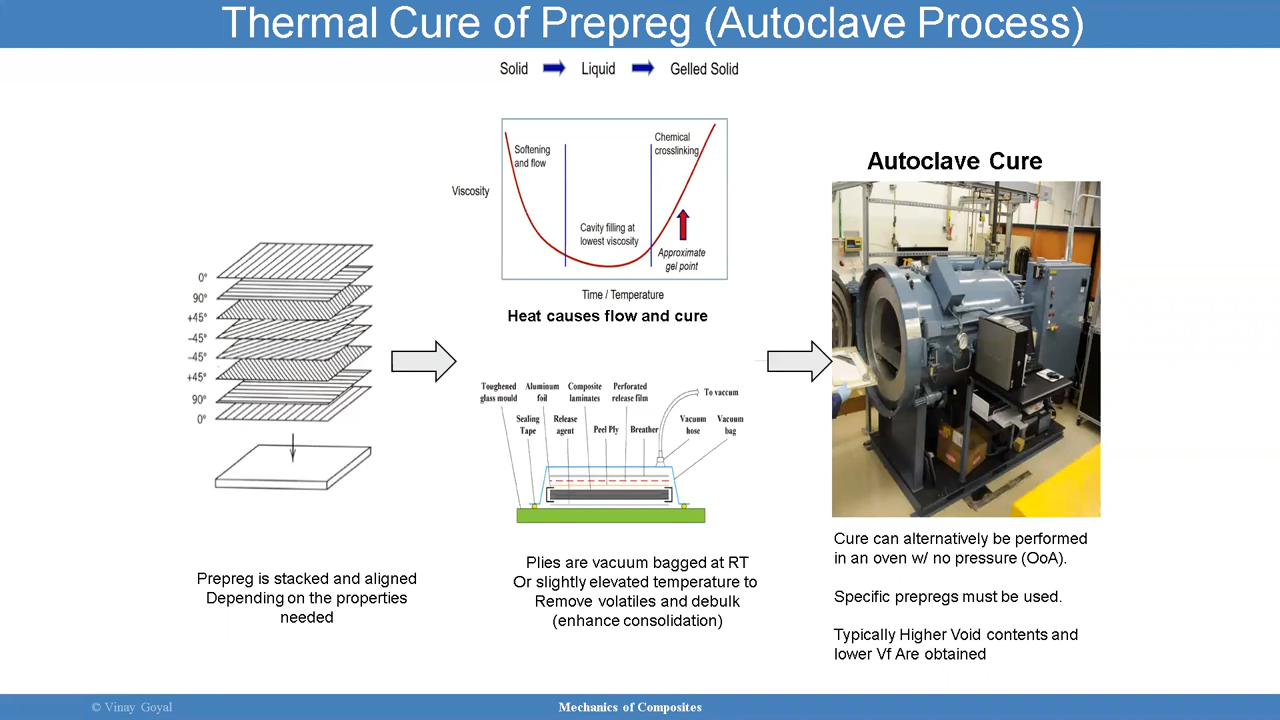 Thermal Cure of Prepreg (Autoclave Process)
Solid
Liquid
Gelled Solid
Softening
and flow
Chemical
crosslinking
Viscosity
Cavity filling at
lowest viscosity
Approximate
gel point
Time / Temperature
Heat causes flow and cure
Autoclave Cure
0°
90°
+45°
–45°
–45°
+45°
90°
0°
Prepreg is stacked and aligned
Depending on the properties
needed
Toughened
glass mould
Aluminum
foil
Composite
laminates
Perforated
release film
To vaccum
Sealing
Tape
Release
agent
Peel Ply
Breather
Vacuum
hose
Vacuum
bag
Plies are vacuum bagged at RT
Or slightly elevated temperature to
Remove volatiles and debulk
(enhance consolidation)
Cure can alternatively be performed
in an oven w/ no pressure (OoA).
Specific prepregs must be used.
Typically Higher Void contents and
lower Vf Are obtained
© Vinay Goyal
Mechanics of Composites